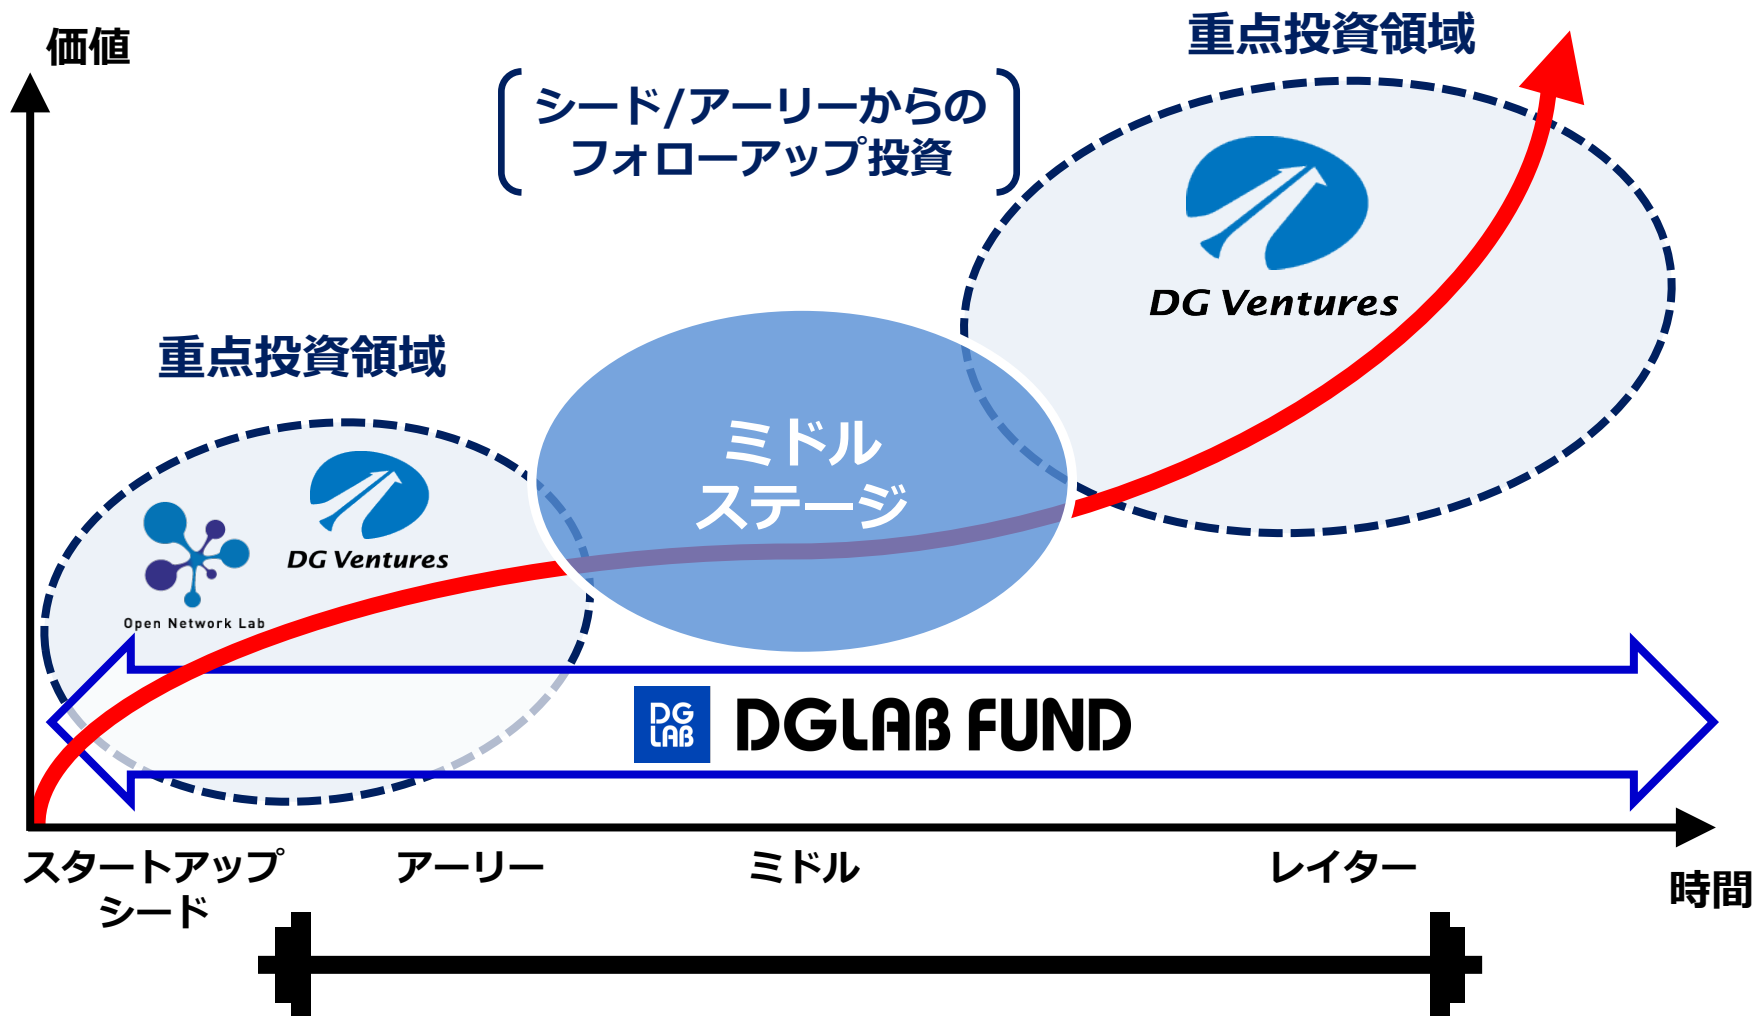 価値
重点投資領域
シード/アーリーからの
フォローアップ投資
DG Ventures
重点投資領域
ミドル
ステージ
DG Ventures
Open Network Lab
DG
LAB
DGLAB FUND
スタートアップ
シード
アーリー
ミドル
レイター
時間